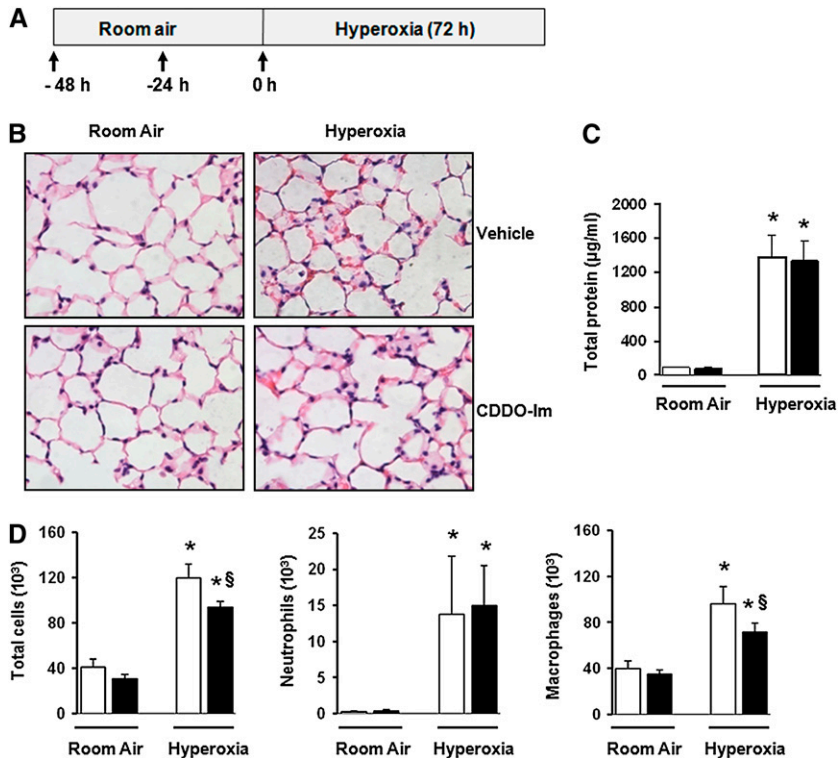 A
Room air
Hyperoxia (72 h)
- 48 h
-24 h
0 h
B
Room Air
Hyperoxia
Vehicle
CDDO-Im
C
Total protein (µg/ml)
2000
1600
1200
800
400
0
*
*
Room Air
Hyperoxia
D
Total cells (10³)
160
120
80
40
0
*
* §
Room Air
Hyperoxia
Neutrophils (10³)
25
20
15
10
5
0
*
*
Room Air
Hyperoxia
Macrophages (10³)
160
120
80
40
0
*
* §
Room Air
Hyperoxia